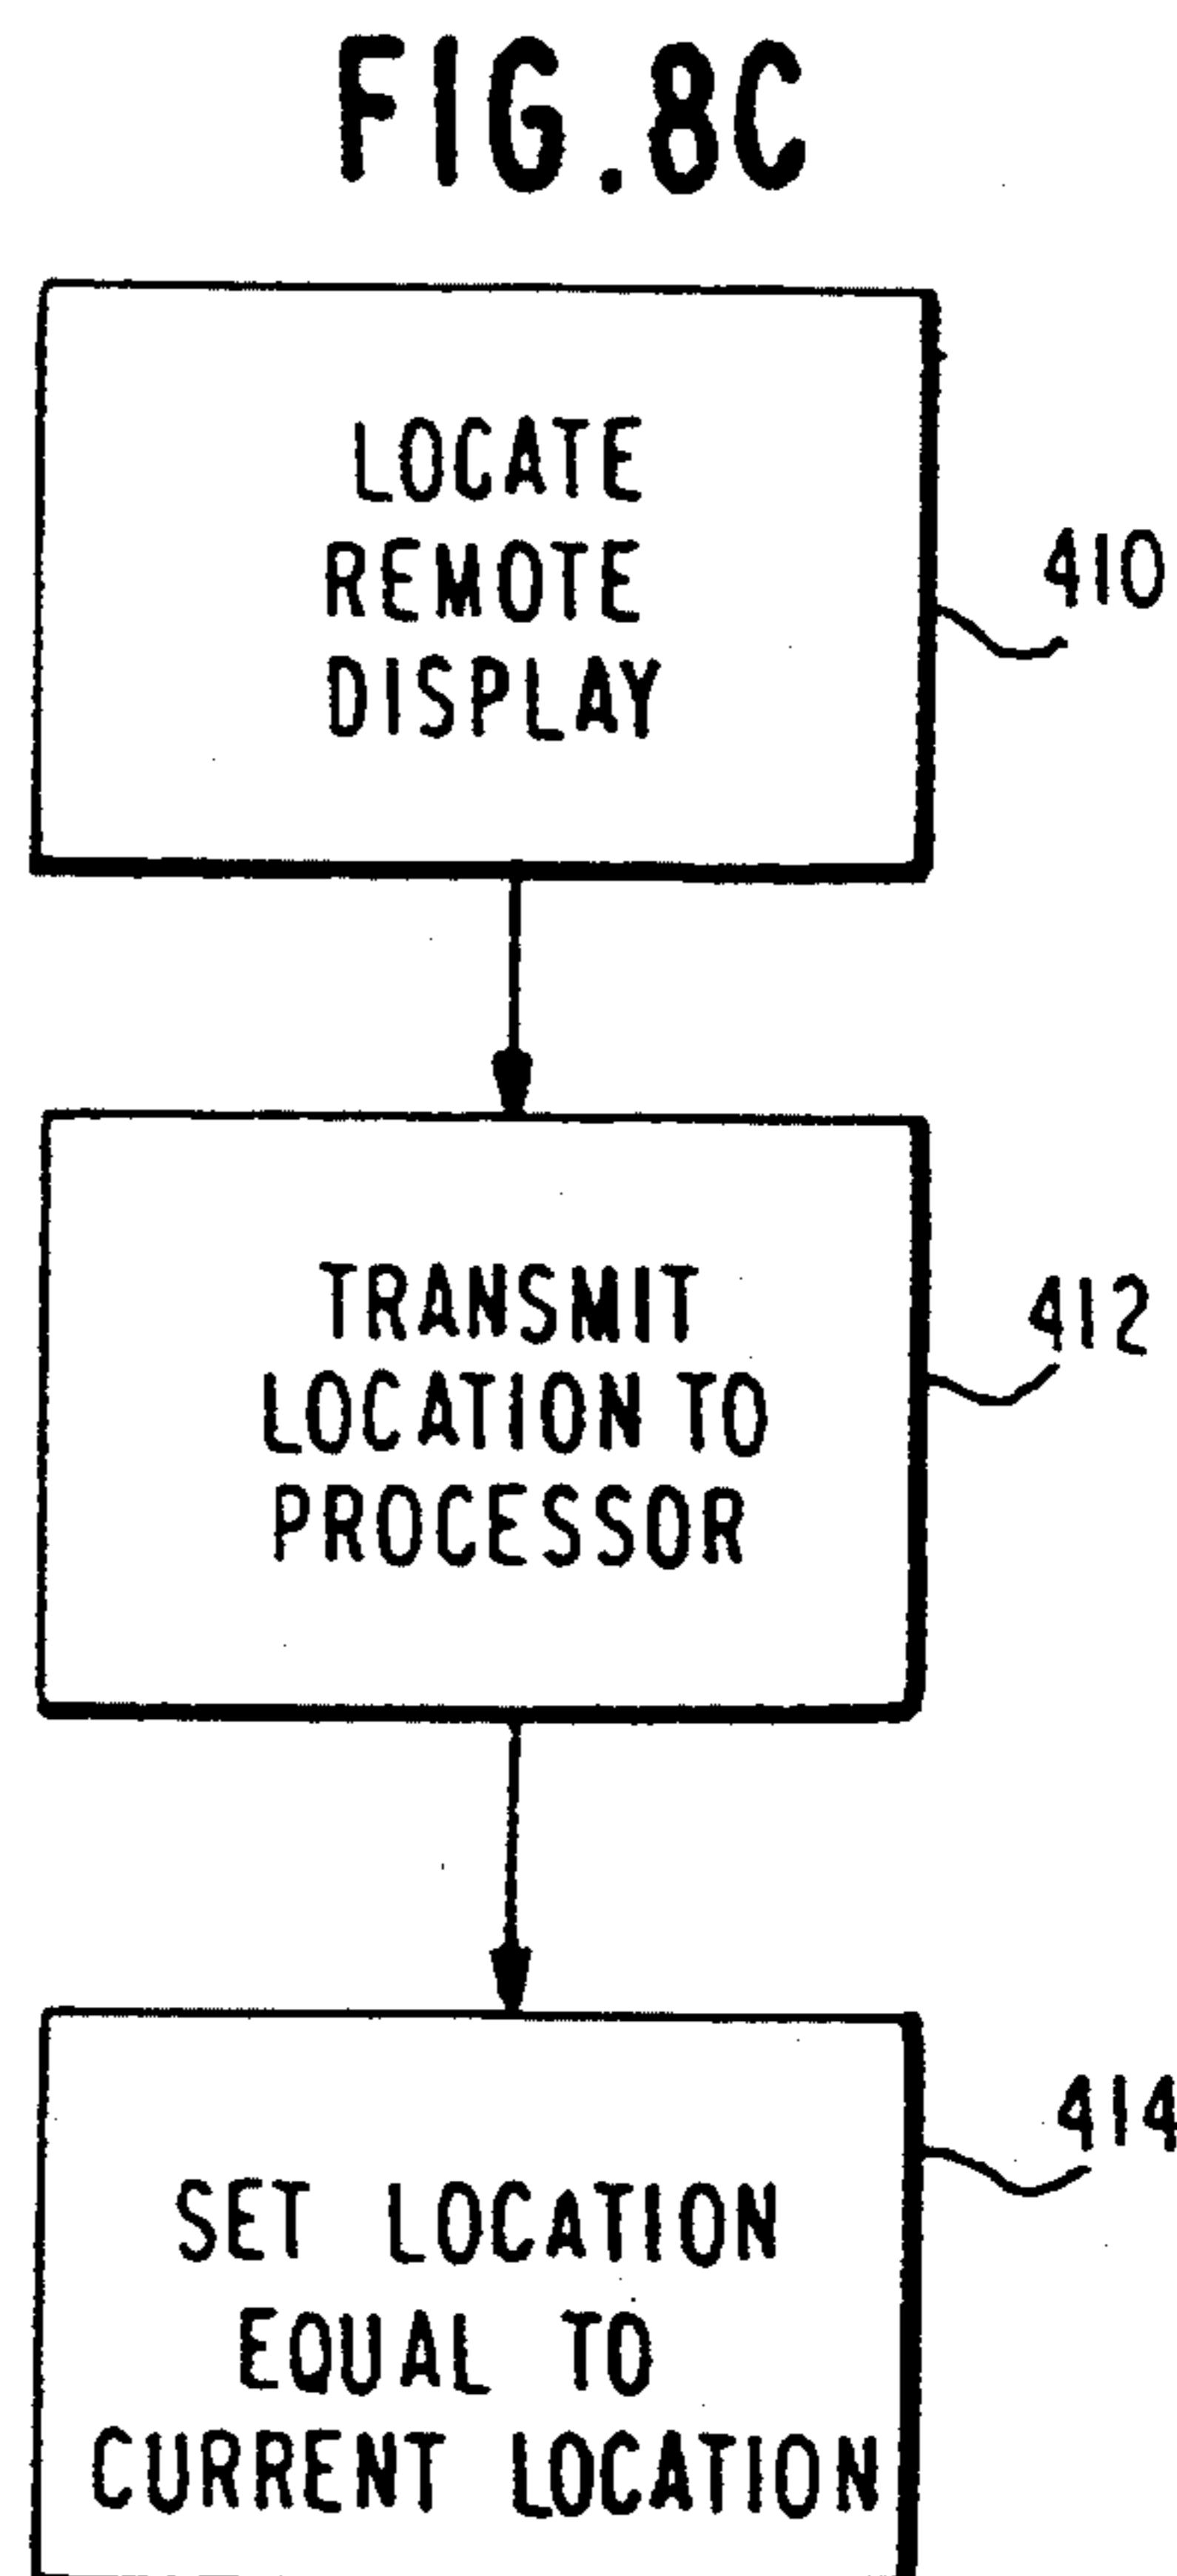 FIG. 8C
LOCATE
REMOTE
DISPLAY
410
TRANSMIT
LOCATION TO
PROCESSOR
412
SET LOCATION
EQUAL TO
CURRENT LOCATION
414